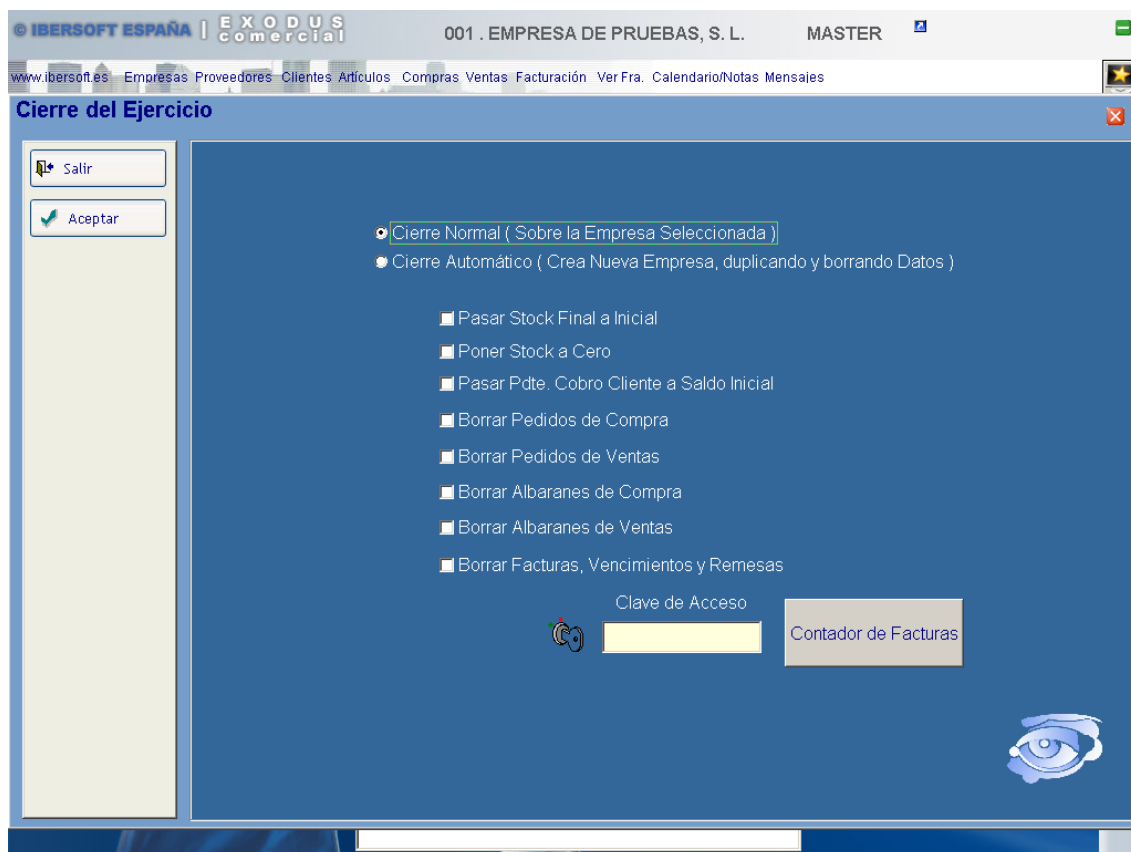 © IBERSOFT ESPAÑA | EXODUS comercial 001 . EMPRESA DE PRUEBAS, S. L. MASTER
www.ibersoft.es Empresas Proveedores Clientes Artículos Compras Ventas Facturación Ver Fra. Calendario/Notas Mensajes
Cierre del Ejercicio
Salir
Aceptar
Cierre Normal ( Sobre la Empresa Seleccionada )
Cierre Automático ( Crea Nueva Empresa, duplicando y borrando Datos )
Pasar Stock Final a Inicial
Poner Stock a Cero
Pasar Pdte. Cobro Cliente a Saldo Inicial
Borrar Pedidos de Compra
Borrar Pedidos de Ventas
Borrar Albaranes de Compra
Borrar Albaranes de Ventas
Borrar Facturas, Vencimientos y Remesas
Clave de Acceso
Contador de Facturas